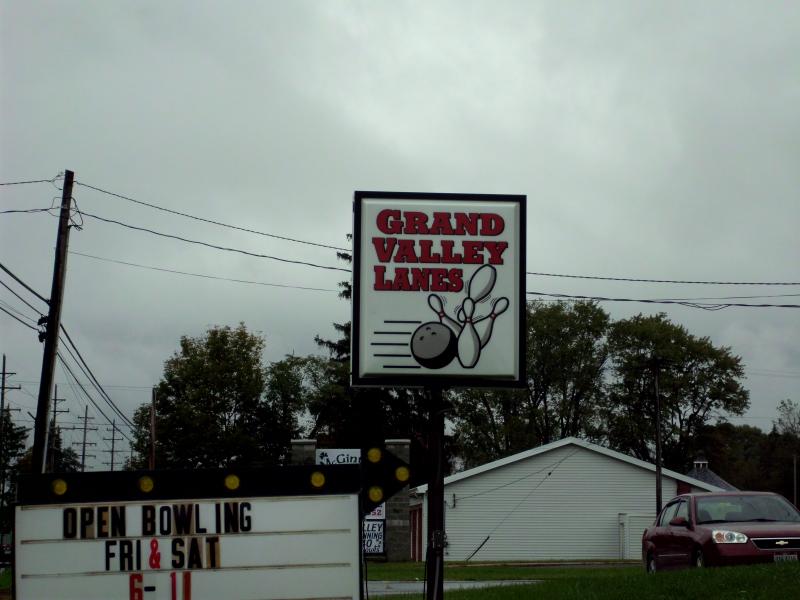 GRAND
VALLEY
LANES
OPEN BOWLING
FRI & SAT
6-11